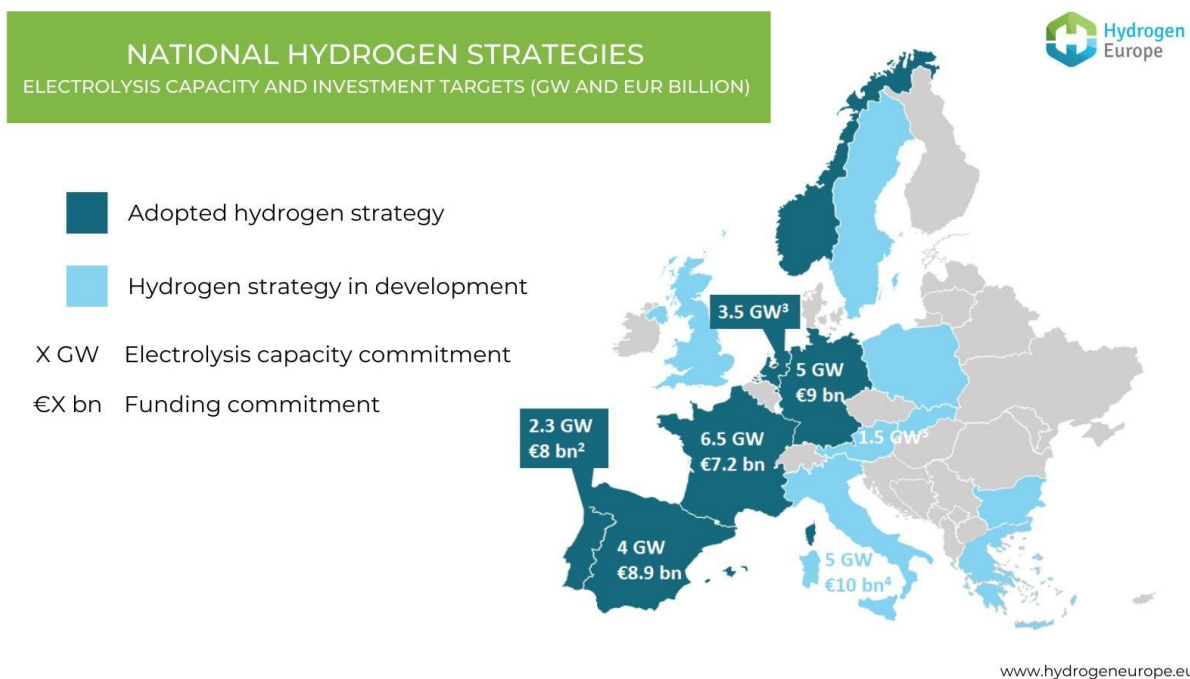 NATIONAL HYDROGEN STRATEGIES
ELECTROLYSIS CAPACITY AND INVESTMENT TARGETS (GW AND EUR BILLION)
Hydrogen
Europe
Adopted hydrogen strategy
Hydrogen strategy in development
X GW Electrolysis capacity commitment
€X bn Funding commitment
3.5 GW³
5 GW
€9 bn
2.3 GW
€8 bn²
6.5 GW
€7.2 bn
1.5 GW⁵
4 GW
€8.9 bn
5 GW
€10 bn⁴
www.hydrogeneurope.eu